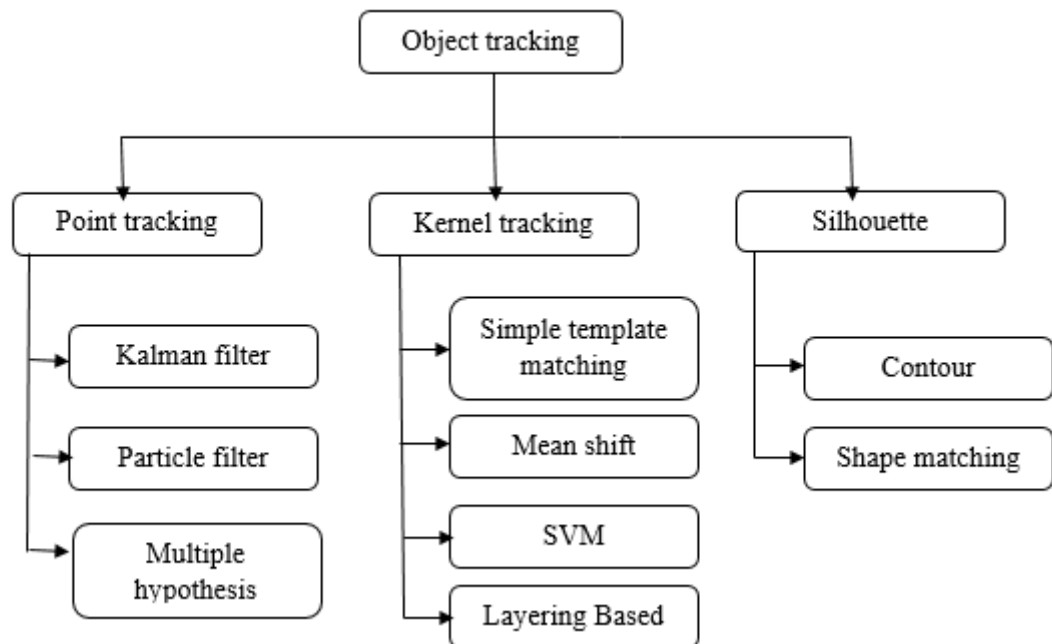 Object tracking
Point tracking
Kernel tracking
Silhouette
Kalman filter
Particle filter
Multiple
hypothesis
Simple template
matching
Mean shift
SVM
Layering Based
Contour
Shape matching